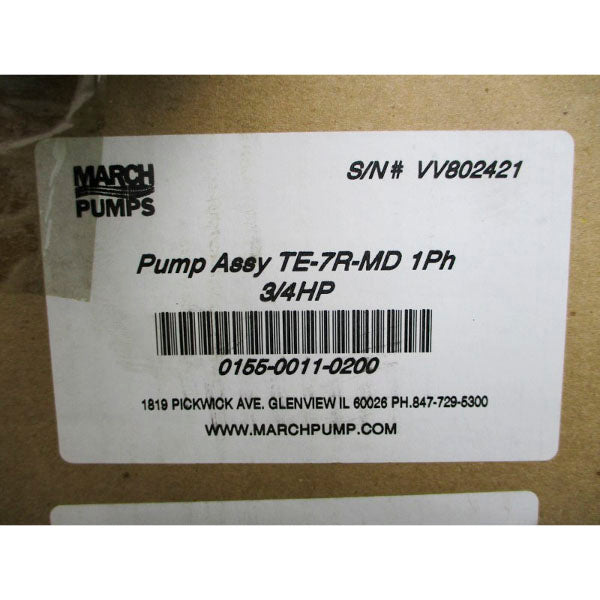 MARCH
PUMPS
S/N# VV802421
Pump Assy TE-7R-MD 1Ph
3/4HP
0155-0011-0200
1819 PICKWICK AVE. GLENVIEW IL 60026 PH.847-729-5300
WWW.MARCHPUMP.COM